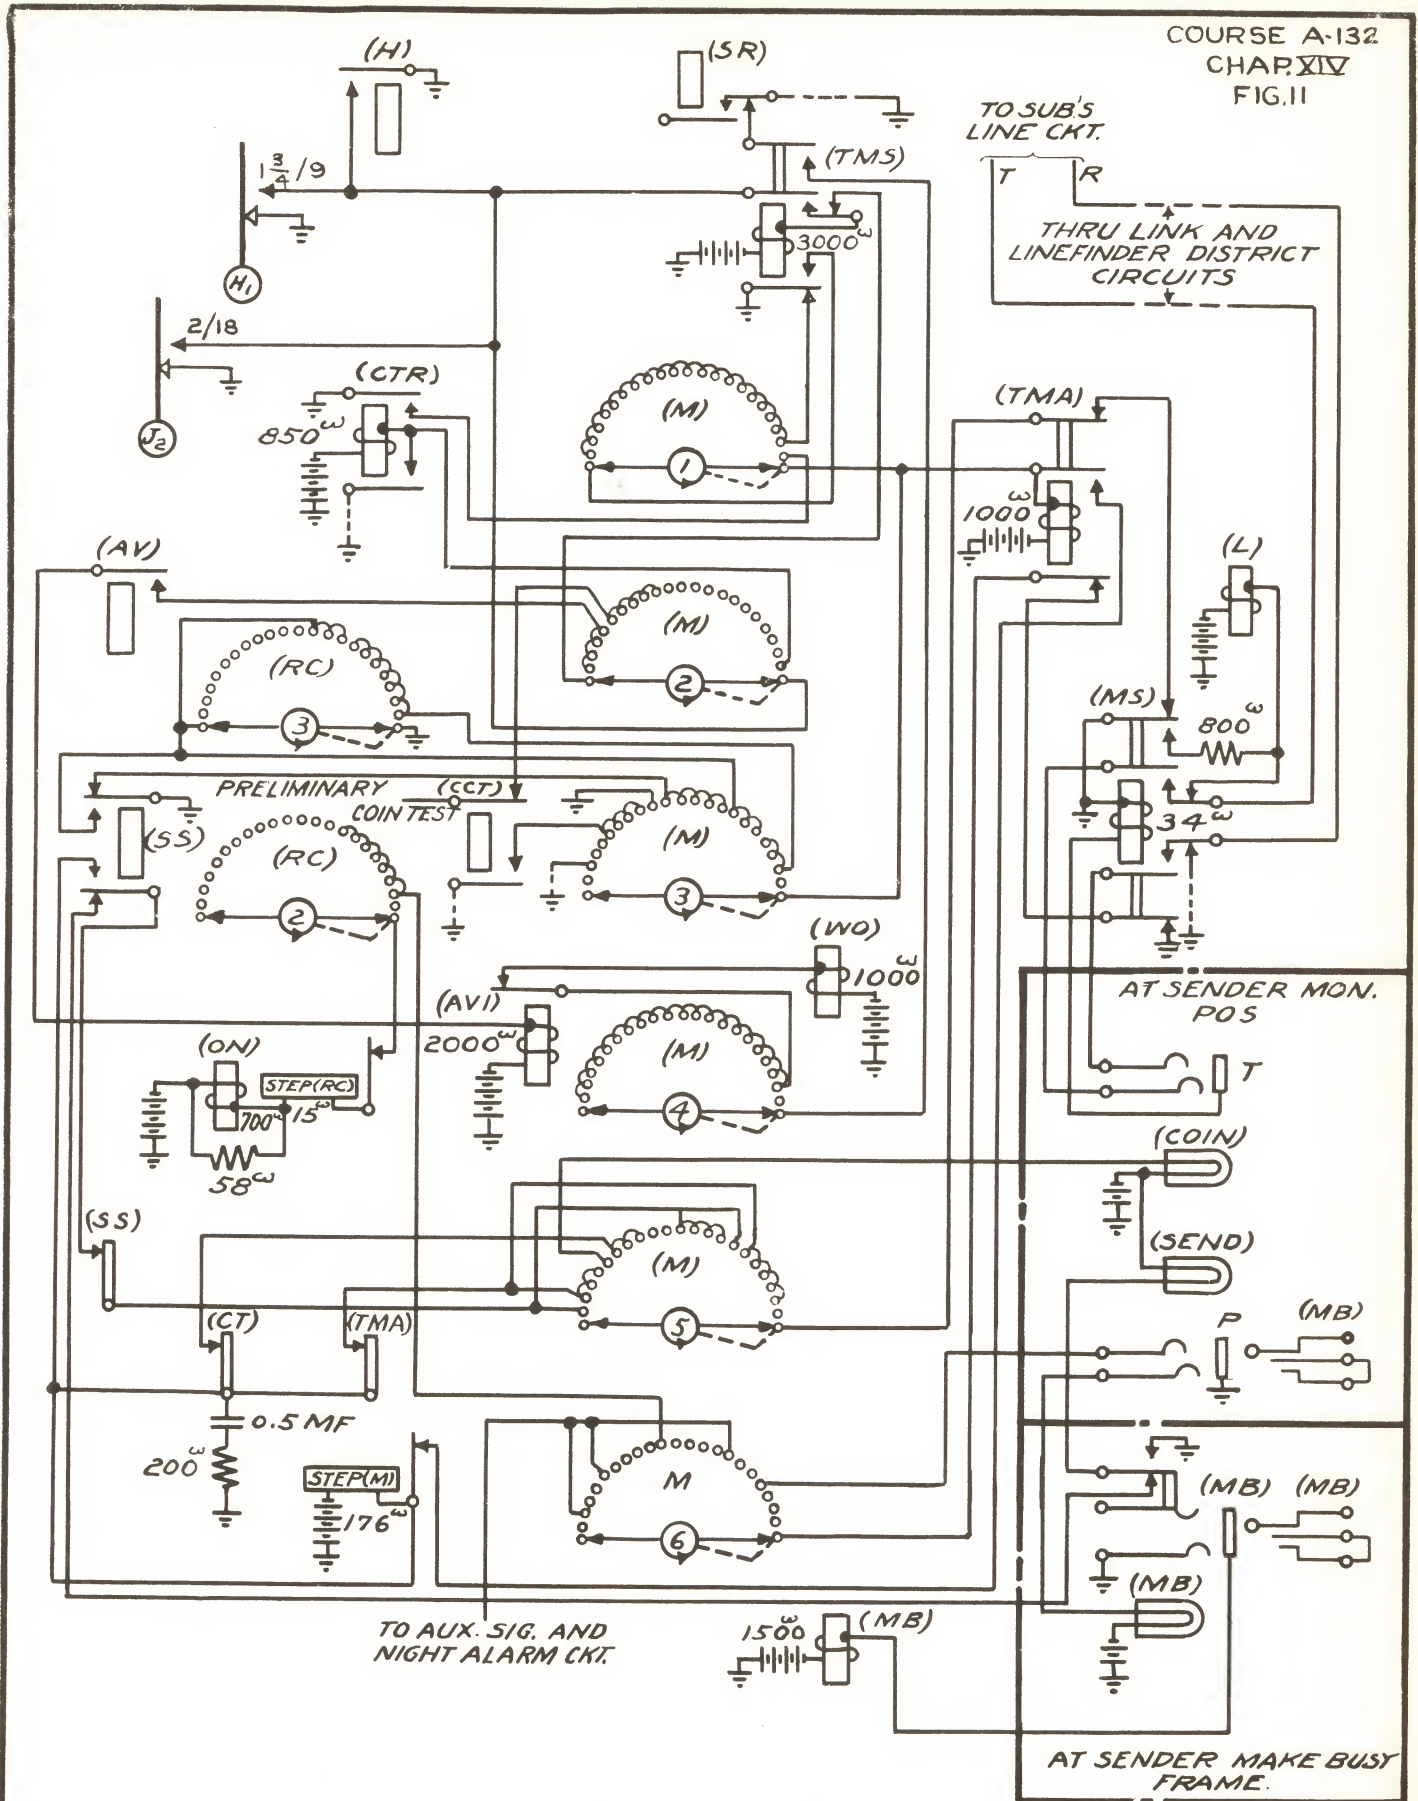 COURSE A-132
CHAP. XIV
FIG. 11
(H)
(SR)
TO SUB'S
LINE CKT.
T R
(TMS)
1 3/4 /9
3000ω
THRU LINK AND
LINEFINDER DISTRICT
CIRCUITS
H1
2/18
J2
(CTR)
850ω
(M)
1
(TMA)
1000ω
(L)
(AV)
(M)
2
(RC)
3
(MS)
800ω
34ω
PRELIMINARY
COIN TEST
(CCT)
(SS)
(RC)
2
(M)
3
(WO)
1000ω
AT SENDER MON.
POS
(AV1)
2000ω
(M)
4
T
(ON)
STEP (RC)
700ω
15ω
58ω
(COIN)
(SS)
(SEND)
(M)
5
(CT)
(TMA)
P
(MB)
0.5 MF
200ω
STEP (M)
176ω
M
6
(MB)
(MB)
(MB)
TO AUX. SIG. AND
NIGHT ALARM CKT.
1500ω
(MB)
AT SENDER MAKE BUSY
FRAME.